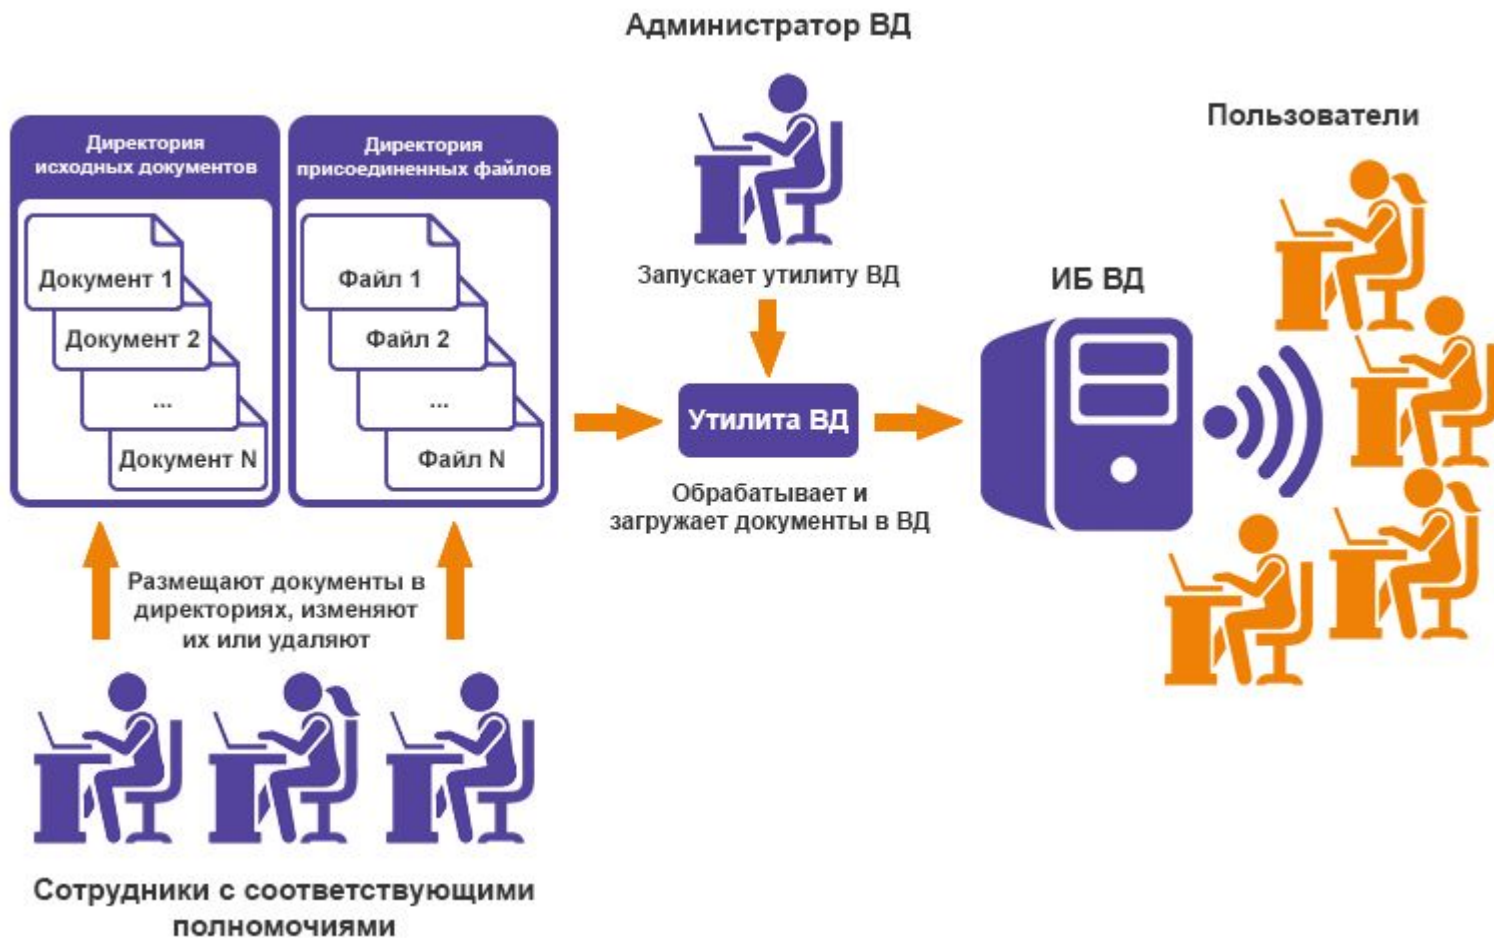 Администратор ВД
Пользователи
Директория
исходных документов
Директория
присоединенных файлов
Документ 1
Документ 2
...
Документ N
Файл 1
Файл 2
...
Файл N
Запускает утилиту ВД
ИБ ВД
Утилита ВД
Обрабатывает и
загружает документы в ВД
Размещают документы в
директориях, изменяют
их или удаляют
Сотрудники с соответствующими
полномочиями